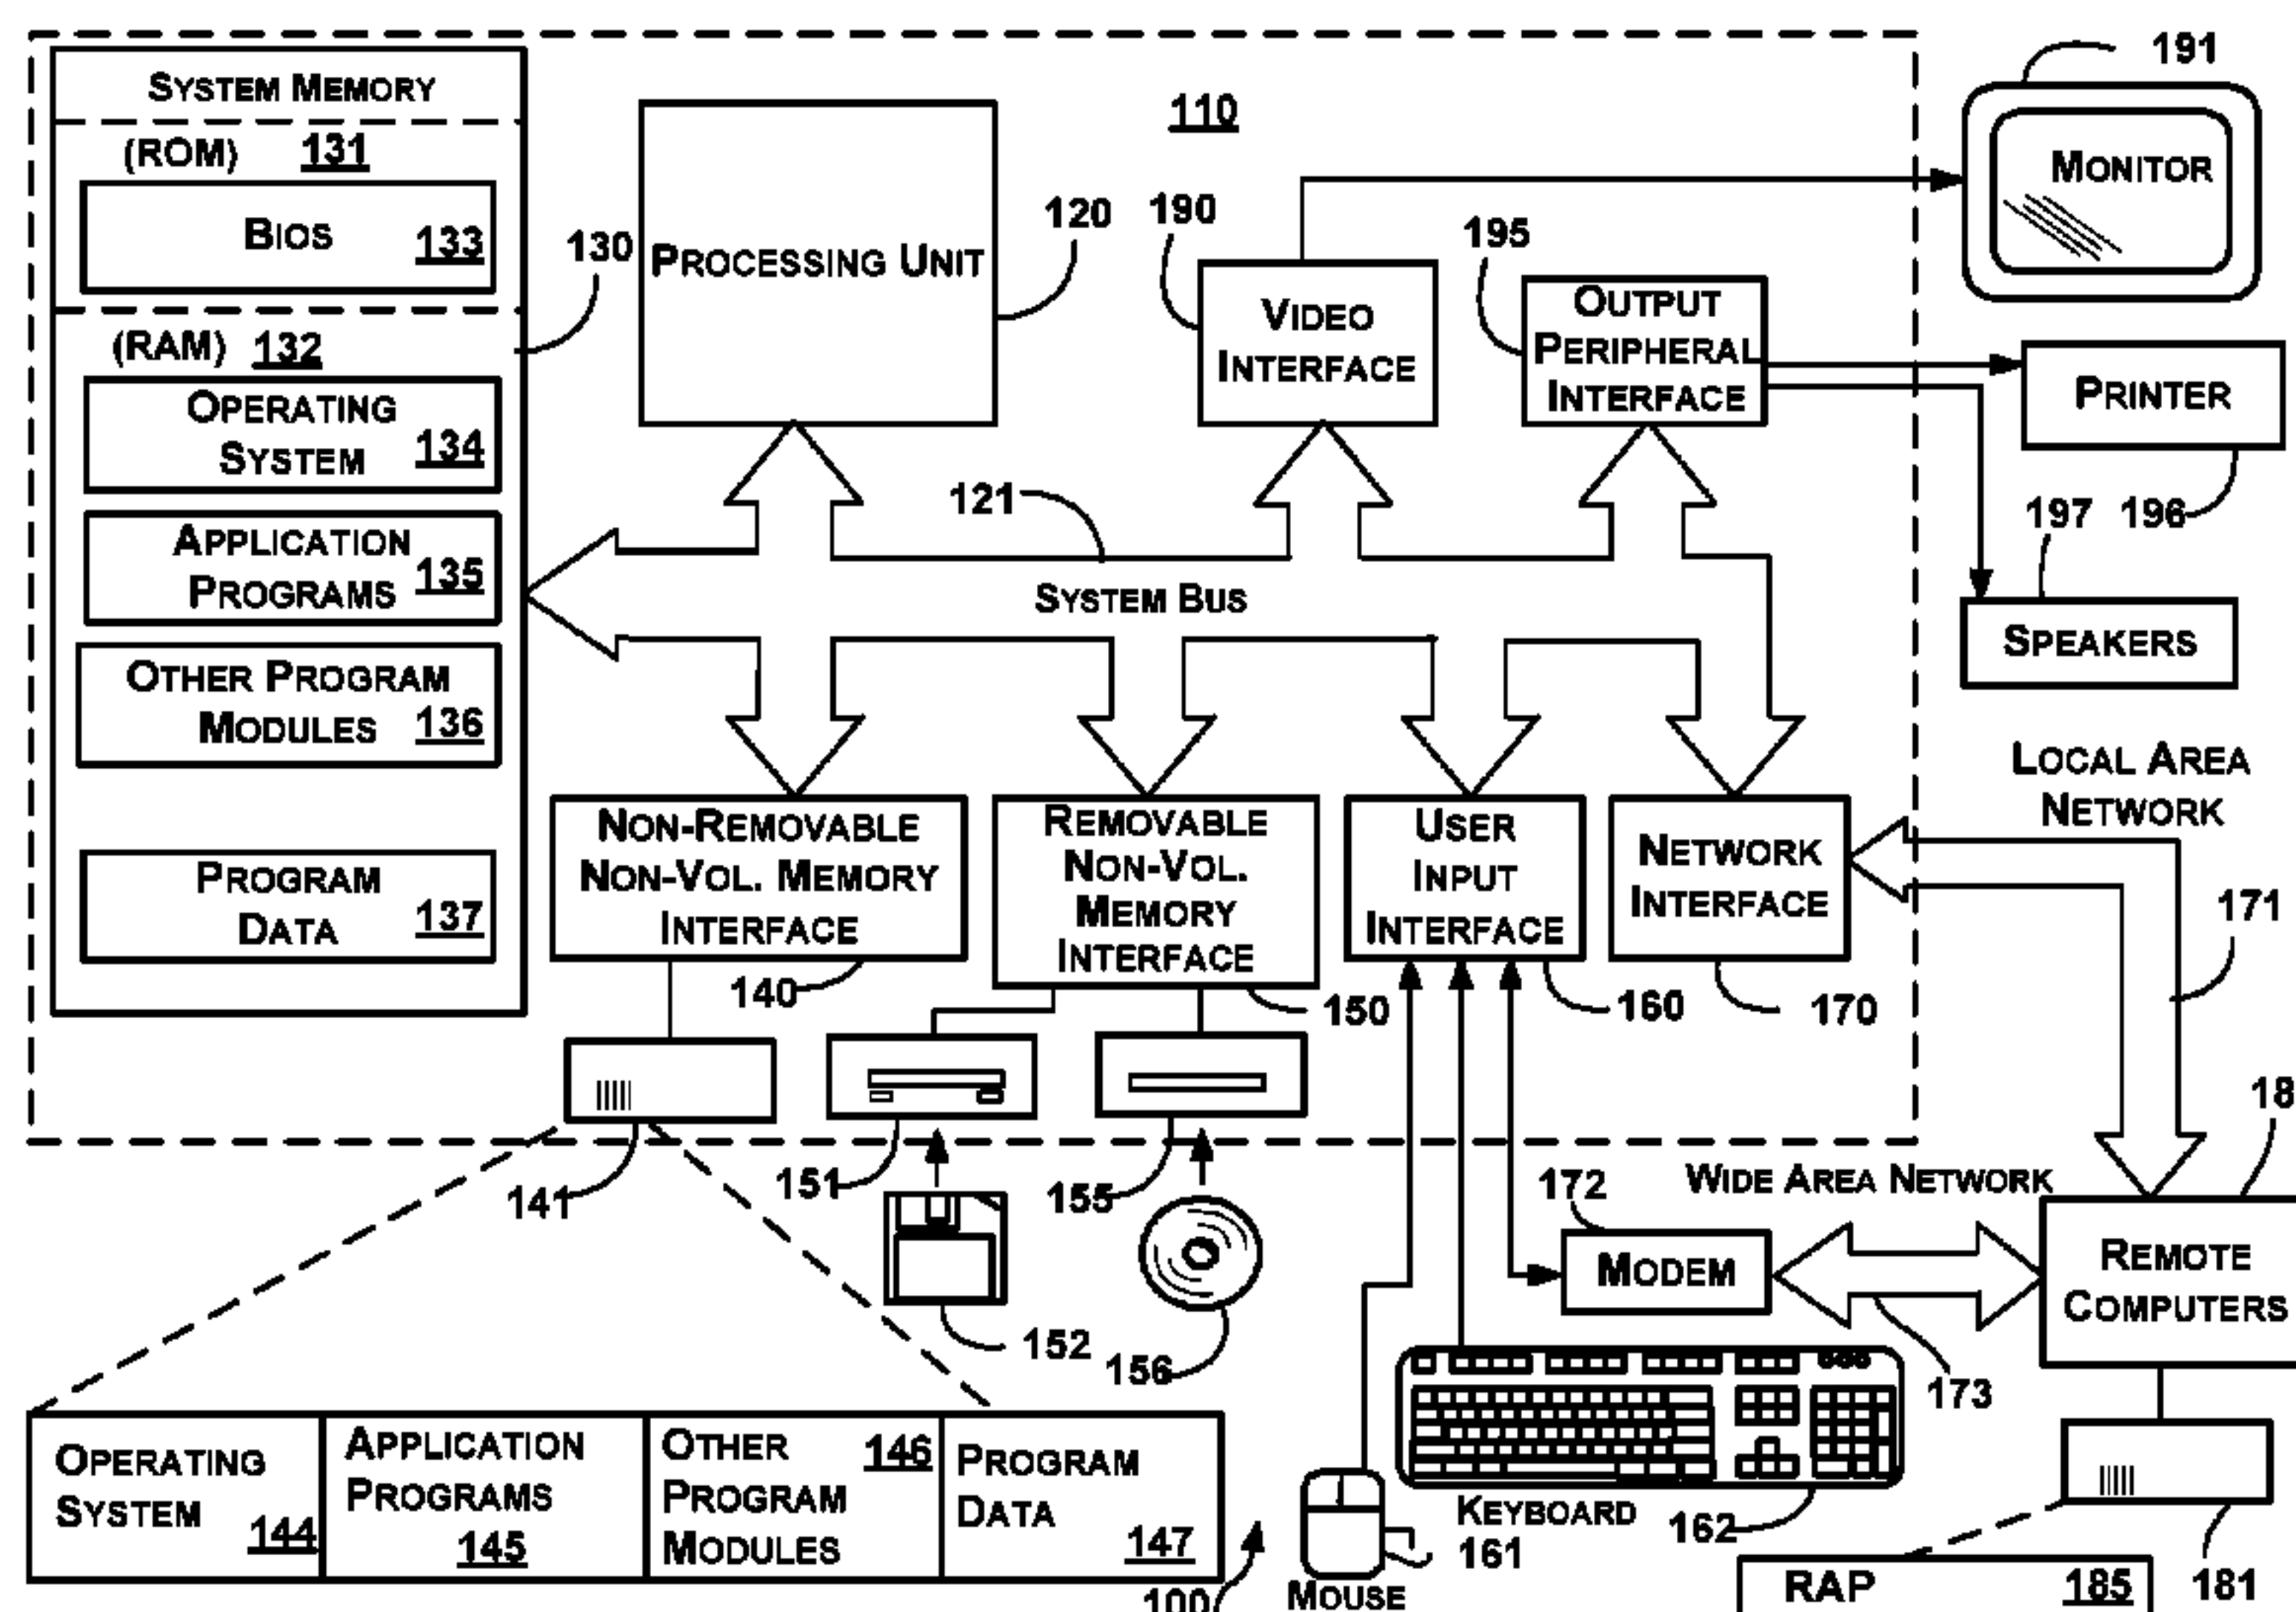 SYSTEM MEMORY
(ROM) 131
BIOS 133
130
(RAM) 132
OPERATING
SYSTEM 134
APPLICATION
PROGRAMS 135
OTHER PROGRAM
MODULES 136
PROGRAM
DATA 137
PROCESSING UNIT
120
110
190
VIDEO
INTERFACE
195
OUTPUT
PERIPHERAL
INTERFACE
191
MONITOR
PRINTER
196
197
SPEAKERS
121
SYSTEM BUS
NON-REMOVABLE
NON-VOL. MEMORY
INTERFACE
140
REMOVABLE
NON-VOL.
MEMORY
INTERFACE
150
USER
INPUT
INTERFACE
160
NETWORK
INTERFACE
170
LOCAL AREA
NETWORK
171
141
151
155
152
156
172
WIDE AREA NETWORK
MODEM
173
18
REMOTE
COMPUTERS
OPERATING
SYSTEM 144
APPLICATION
PROGRAMS
145
OTHER 146
PROGRAM
MODULES
PROGRAM
DATA
147
100
MOUSE
KEYBOARD
161
162
181
RAP 185